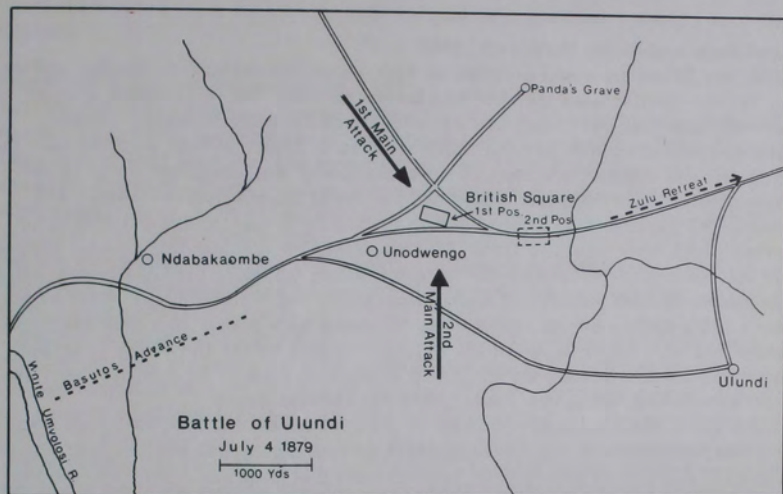 Panda's Grave
1st Main
Attack
British Square
1st Pos.
2nd Pos
Zulu Retreat
Ndabakaombe
Unodwengo
2nd
Main Attack
Basutos Advance
White Umvolosi R.
Ulundi
Battle of Ulundi
July 4 1879
1000 Yds